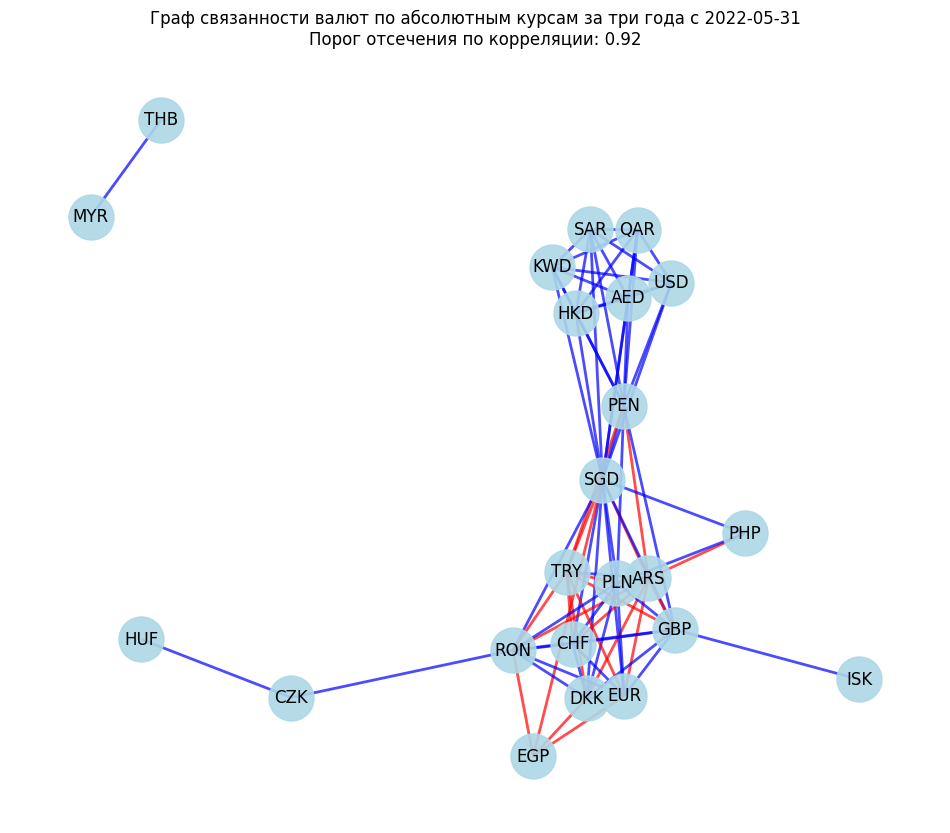 Граф связанности валют по абсолютным курсам за три года с 2022-05-31
Порог отсечения по корреляции: 0.92
THB
MYR
SAR
QAR
KWD
USD
AED
HKD
PEN
SGD
PHP
TRY
PLN
ARS
GBP
HUF
RON
CHF
ISK
CZK
DKK
EUR
EGP